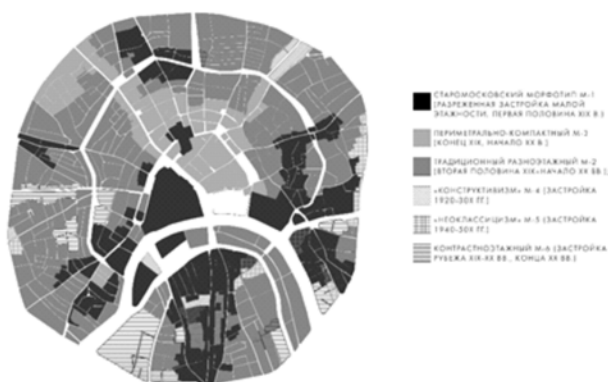 СТАРОМОСКОВСКИЙ МОРФОТИП М-1
(РАЗРЕЖЕННАЯ ЗАСТРОЙКА МАЛОЙ
ЭТАЖНОСТИ, ПЕРВАЯ ПОЛОВИНА XIX В.)
ПЕРИМЕТРАЛЬНО-КОМПАКТНЫЙ М-3
(КОНЕЦ XIX, НАЧАЛО XX В.)
ТРАДИЦИОННЫЙ РАЗНОЭТАЖНЫЙ М-2
(ВТОРАЯ ПОЛОВИНА XIX-НАЧАЛО XX ВВ.)
«КОНСТРУКТИВИЗМ» М-4 (ЗАСТРОЙКА
1920-30Х ГГ.)
«НЕОКЛАССИЦИЗМ» М-5 (ЗАСТРОЙКА
1940-50Х ГГ.)
КОНТРАСТНОЭТАЖНЫЙ М-6 (ЗАСТРОЙКА
РУБЕЖА XIX-XX ВВ., КОНЦА XX ВВ.)